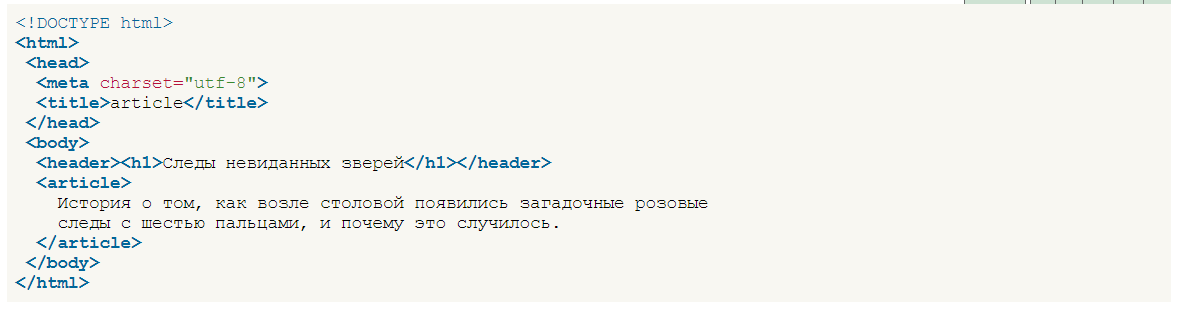 <!DOCTYPE html>
<html>
<head>
<meta charset="utf-8">
<title>article</title>
</head>
<body>
<header><h1>Следы невиданных зверей</h1></header>
<article>
История о том, как возле столовой появились загадочные розовые
следы с шестью пальцами, и почему это случилось.
</article>
</body>
</html>